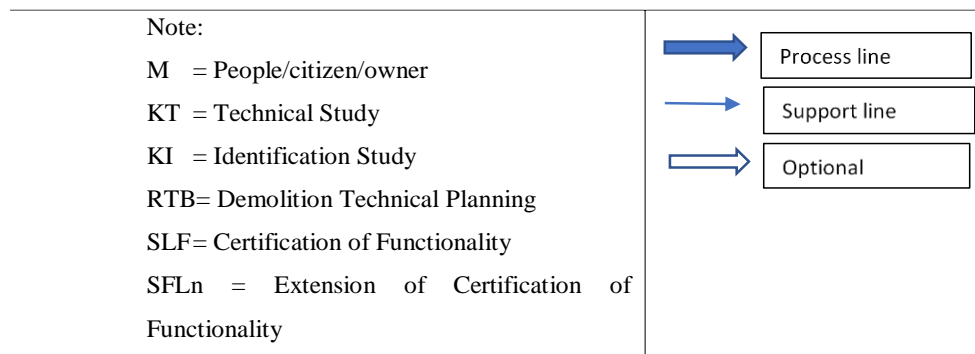 Note:
M = People/citizen/owner
KT = Technical Study
KI = Identification Study
RTB= Demolition Technical Planning
SLF= Certification of Functionality
SFLn = Extension of Certification of
Functionality
Process line
Support line
Optional